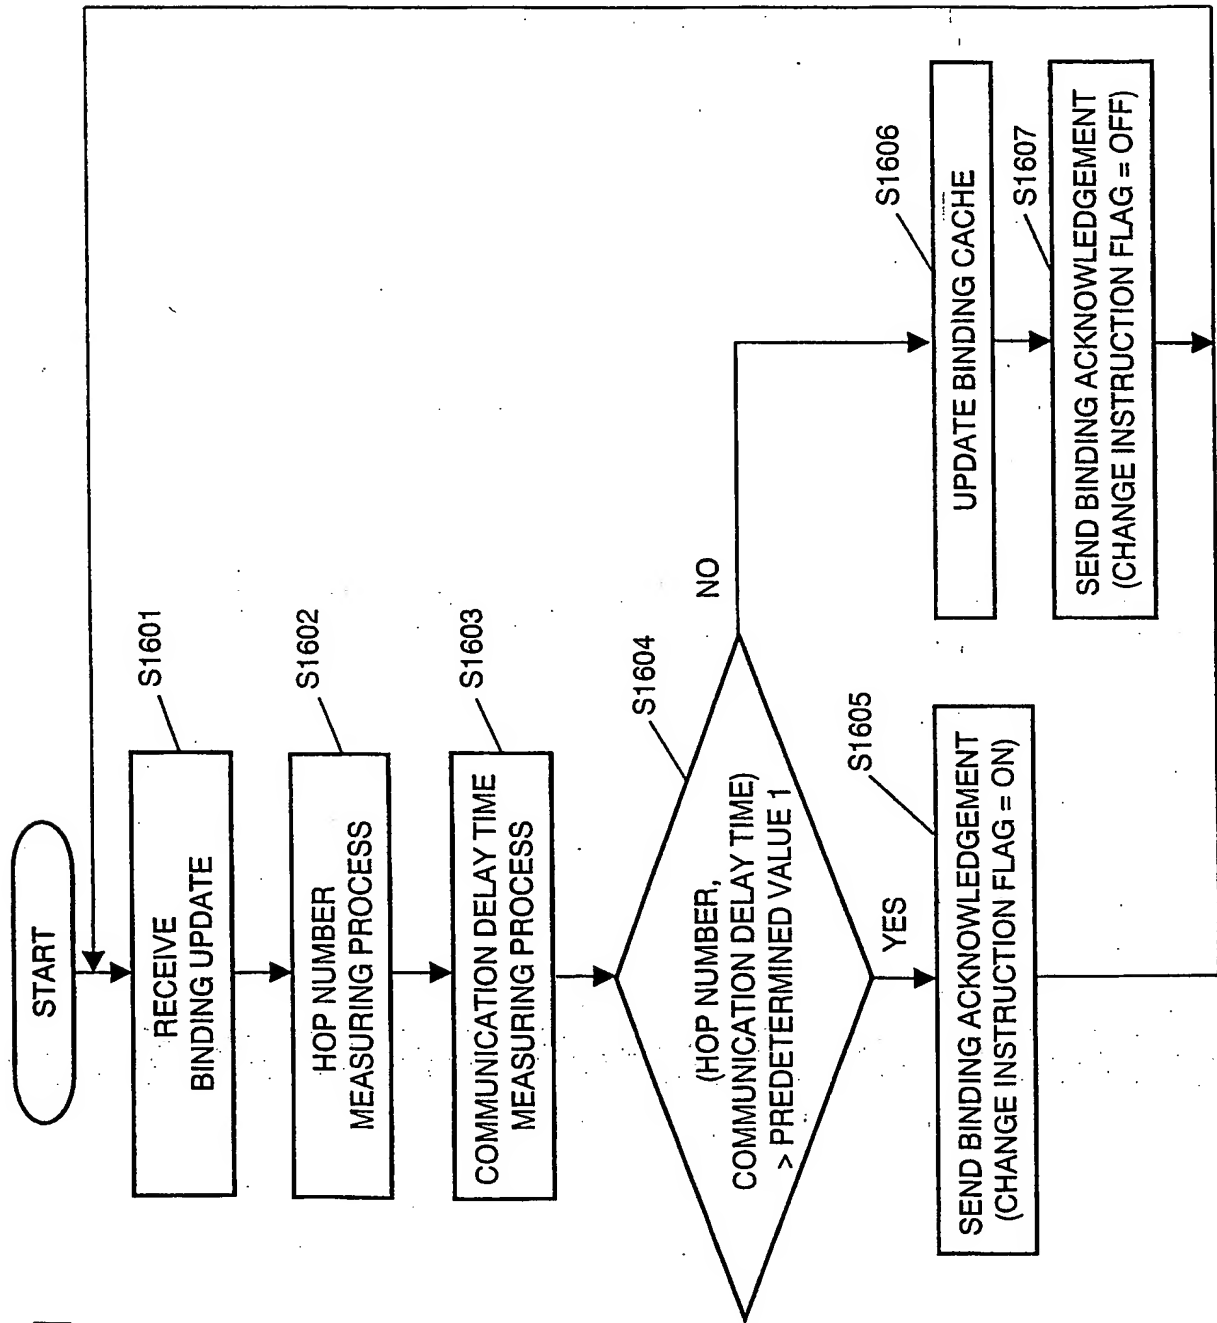 START
RECEIVE
BINDING UPDATE
S1601
HOP NUMBER
MEASURING PROCESS
S1602
COMMUNICATION DELAY TIME
MEASURING PROCESS
S1603
(HOP NUMBER,
COMMUNICATION DELAY TIME)
> PREDETERMINED VALUE 1
S1604
NO
YES
SEND BINDING ACKNOWLEDGEMENT
(CHANGE INSTRUCTION FLAG = ON)
S1605
UPDATE BINDING CACHE
S1606
SEND BINDING ACKNOWLEDGEMENT
(CHANGE INSTRUCTION FLAG = OFF)
S1607